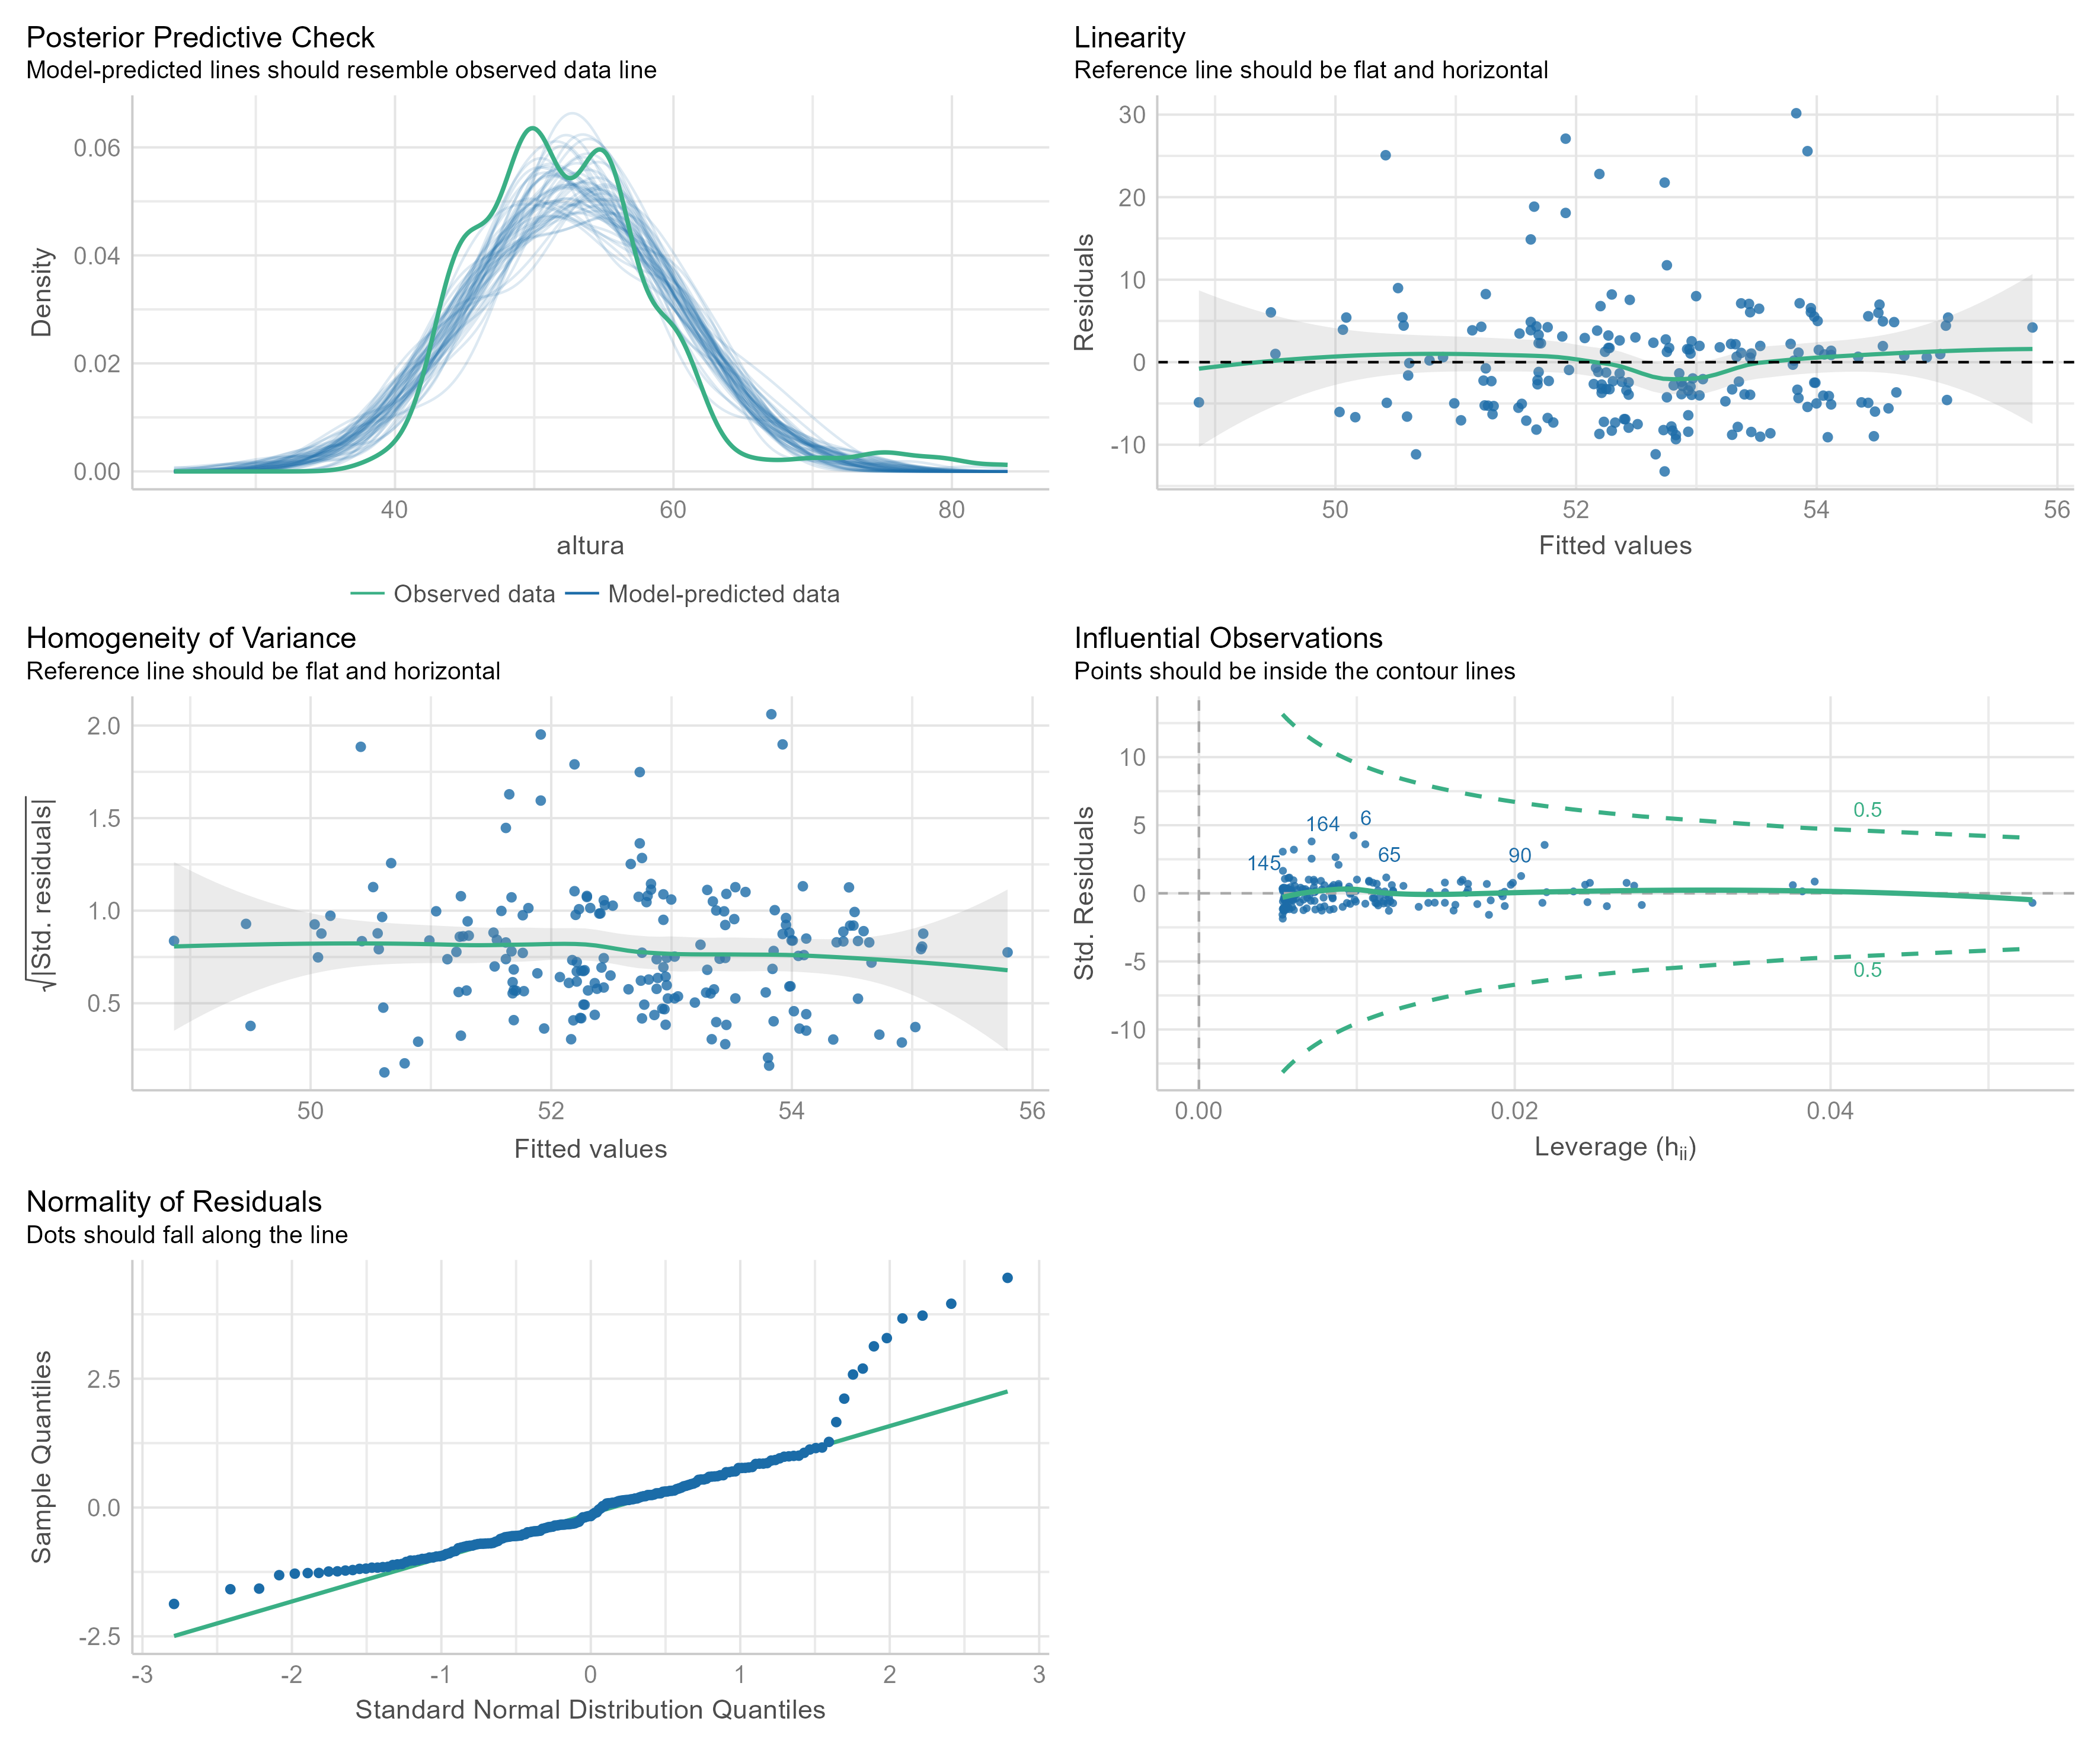 Posterior Predictive Check
Model-predicted lines should resemble observed data line
Density
0.06
0.04
0.02
0.00
40
60
80
altura
Observed data
Model-predicted data
Linearity
Reference line should be flat and horizontal
Residuals
30
20
10
0
-10
50
52
54
56
Fitted values
Homogeneity of Variance
Reference line should be flat and horizontal
√|Std. residuals|
2.0
1.5
1.0
0.5
50
52
54
56
Fitted values
Influential Observations
Points should be inside the contour lines
Std. Residuals
10
5
0
-5
-10
0.5
164
6
145
65
90
0.5
0.00
0.02
0.04
Leverage (hᵢᵢ)
Normality of Residuals
Dots should fall along the line
Sample Quantiles
2.5
0.0
-2.5
-3
-2
-1
0
1
2
3
Standard Normal Distribution Quantiles